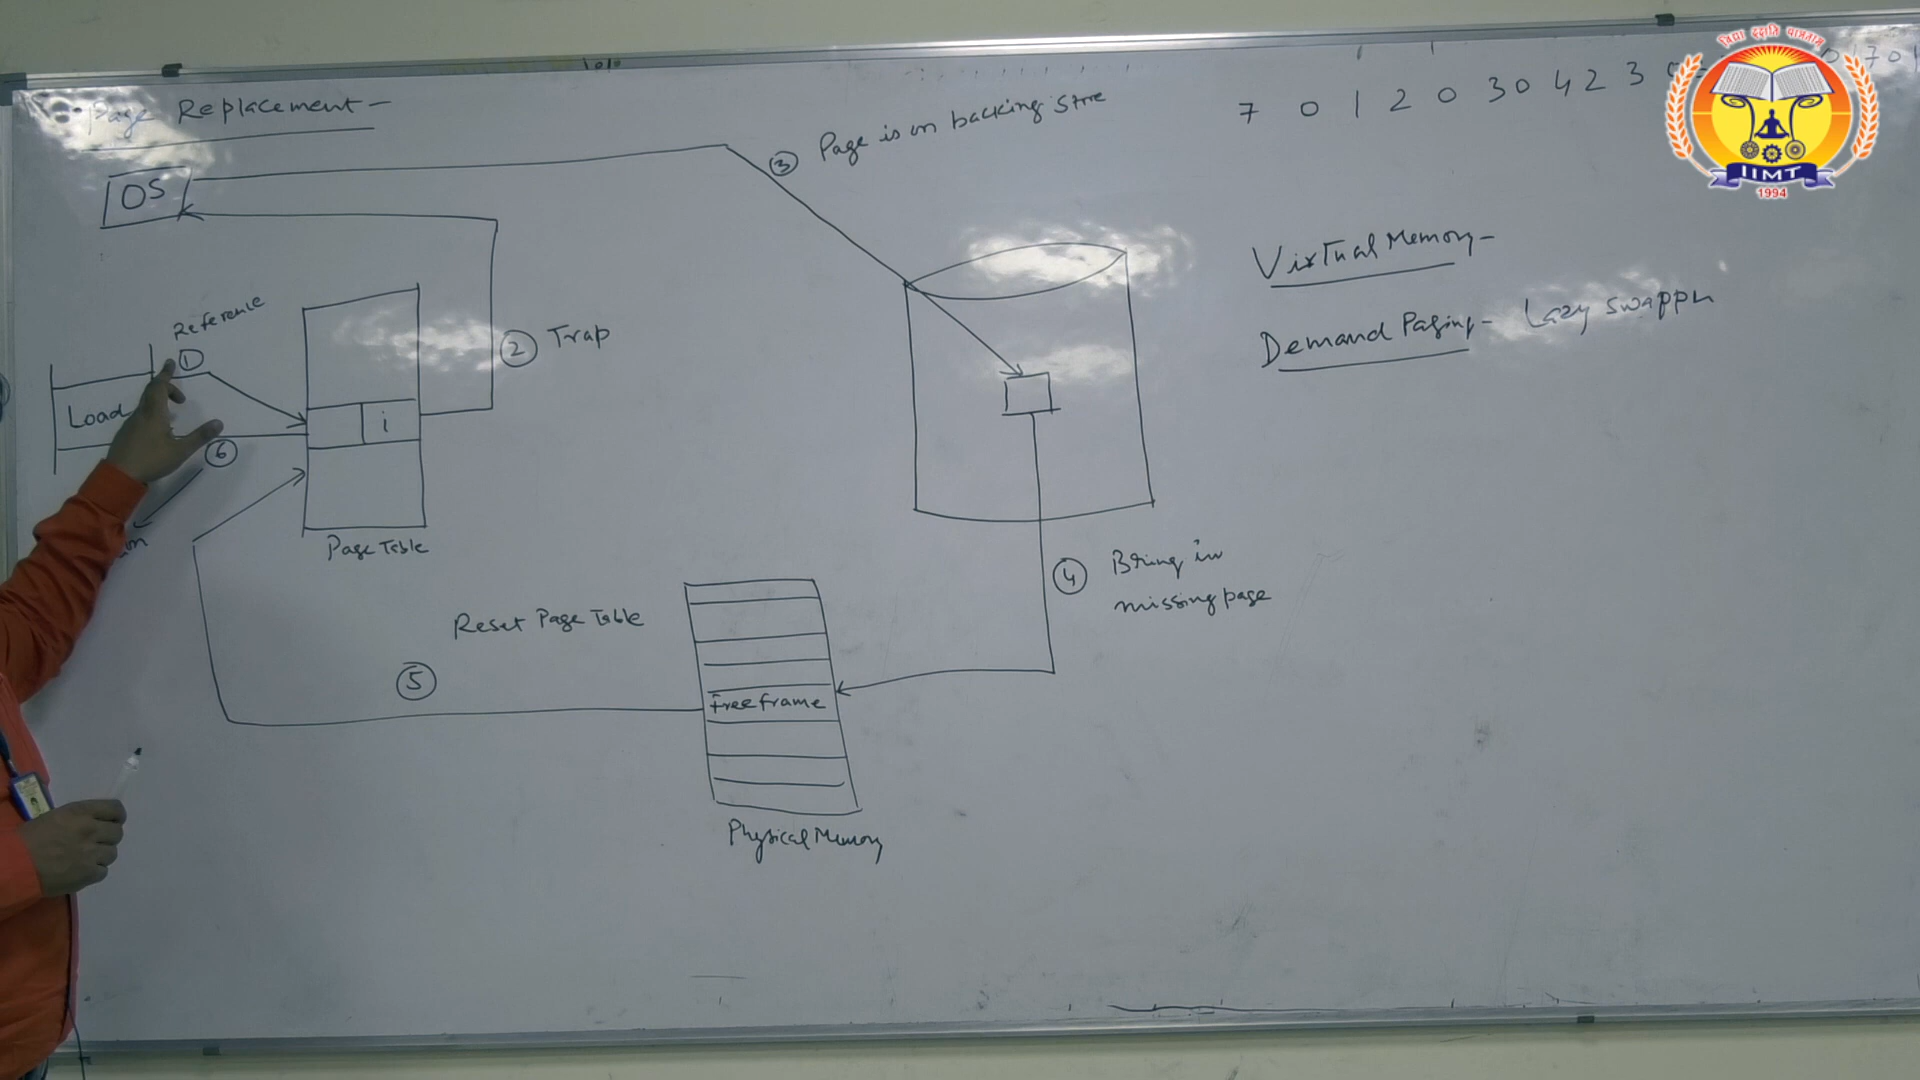 Page Replacement -
7 0 1 2 0 3 0 4 2 3
विद्या ददाति पात्रताम्
IIMT
1994
③ Page is on backing store
OS
Virtual Memory -
Demand Paging - Lazy swapper
Reference
①
② Trap
Load
i
⑥
Page Table
④ Bring in
missing page
Reset Page Table
⑤
Free frame
Physical Memory